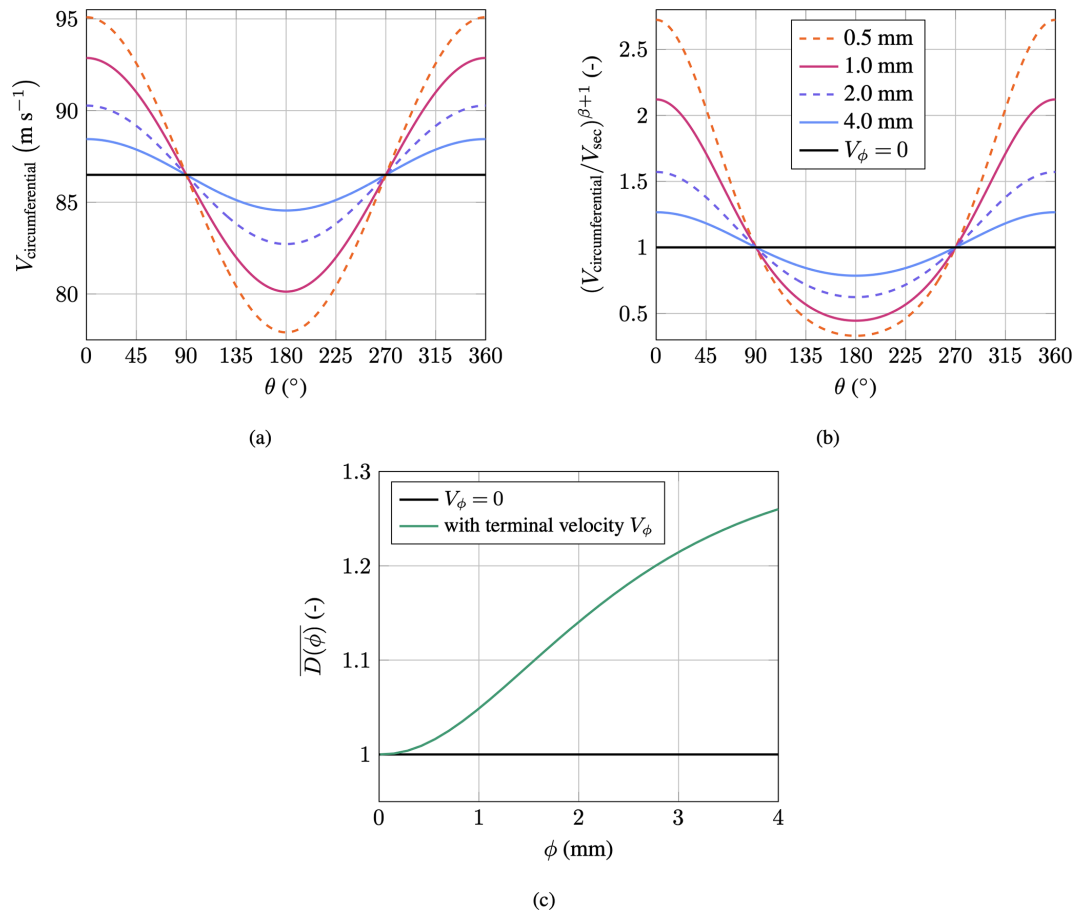 95
90
85
80
V_circumferential (m s⁻¹)
0 45 90 135 180 225 270 315 360
θ (°)
(a)
2.5
2
1.5
1
0.5
(V_circumferential/V_sec)^{β+1} (-)
0.5 mm
1.0 mm
2.0 mm
4.0 mm
V_ϕ = 0
0 45 90 135 180 225 270 315 360
θ (°)
(b)
1.3
1.2
1.1
1
\overline{D(ϕ)} (-)
V_ϕ = 0
with terminal velocity V_ϕ
0 1 2 3 4
ϕ (mm)
(c)